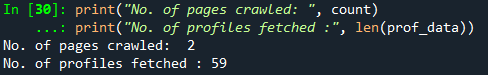 In [30]: print("No. of pages crawled: ", count)
...: print("No. of profiles fetched :", len(prof_data))
No. of pages crawled:  2
No. of profiles fetched : 59